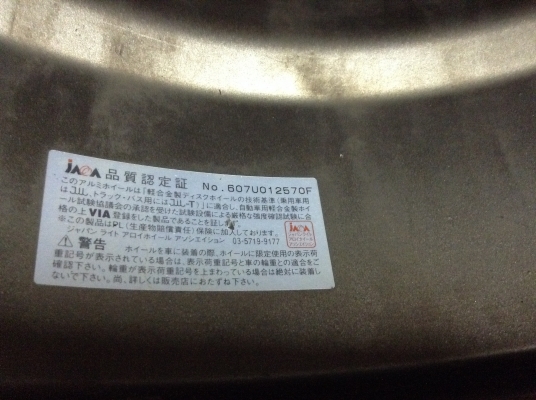 JAWA 品質認定証 No.607U012570F
このアルミホイールは「軽合金製ディスクホイールの技術基準（乗用車用
はJWL、トラック・バス用にはJWL-T）」に適合し、自動車用軽合金製ホイ
ール試験協議会の承認を受けた試験設備による厳格な強度確認試験に合
格の上VIA登録をした製品であることを証し
※この製品はPL（生産物賠償責任）保険に加入しております。
ジャパン ライト アロイホイール アソシエイション 03-5719-9177
JAWA
⚠警告 ホイールを車に装着の際、ホイールに限定使用の表示荷
重記号が表示されている場合は、表示荷重記号と車の輪重との適合をご
確認下さい。輪重が表示荷重記号を上まわっている場合は絶対に装着し
ないで下さい。尚、詳しくは販売店におたずね下さい。